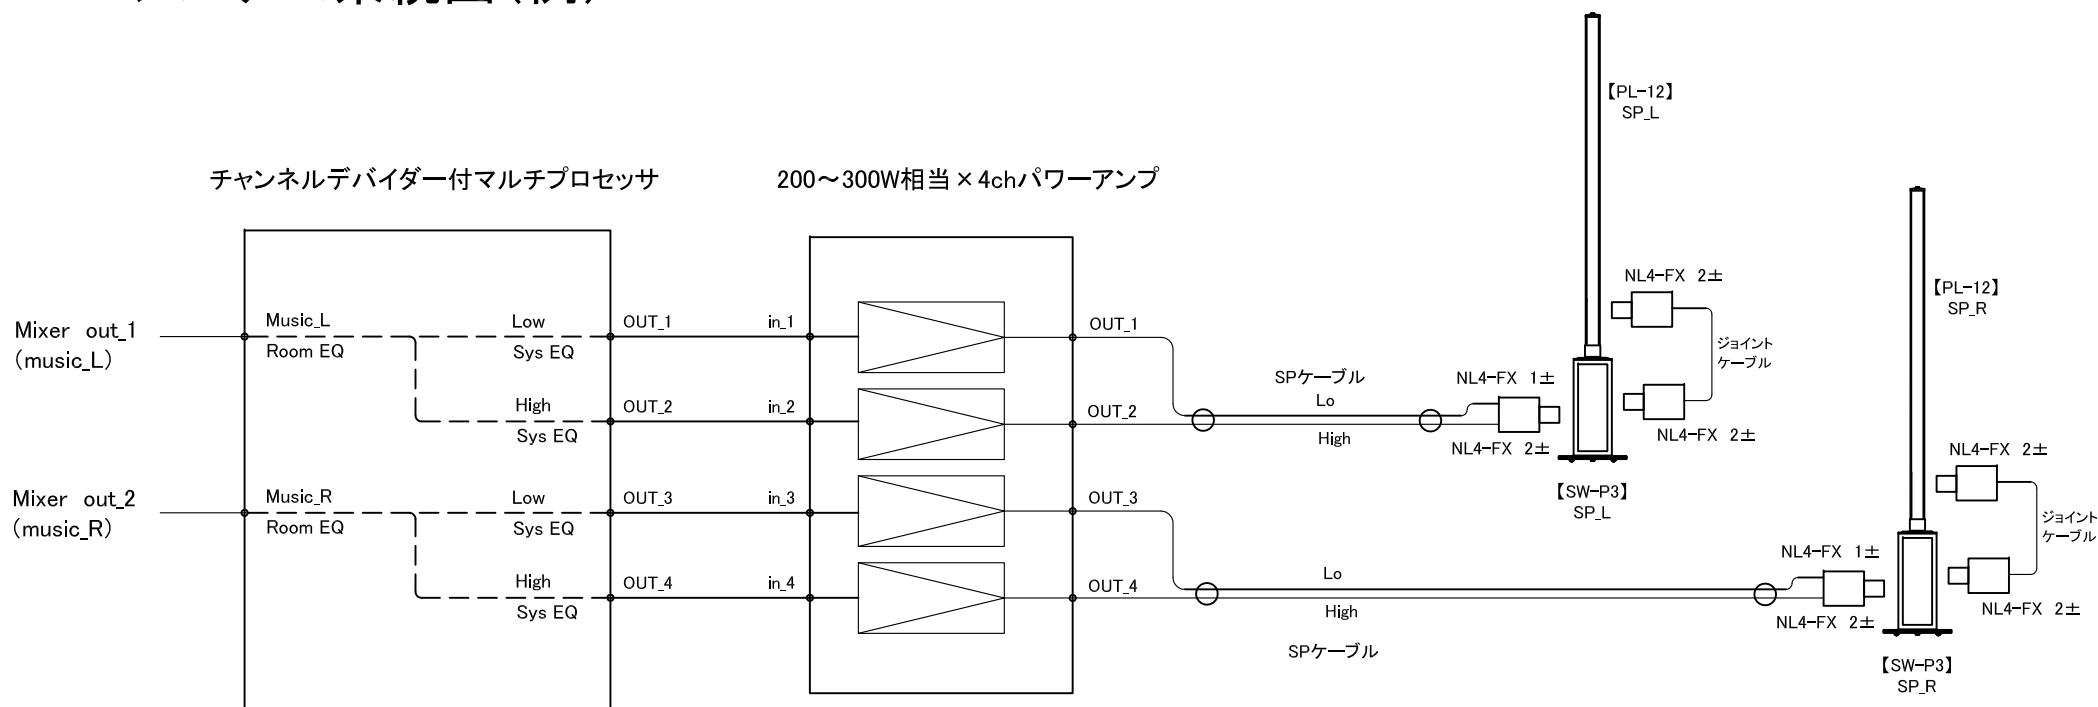 チャンネルデバイダー付マルチプロセッサ
200～300W相当×4chパワーアンプ
【PL-12】
SP_L
【PL-12】
SP_R
Mixer out_1
(music_L)
Music_L
Room EQ
Low
Sys EQ
High
Sys EQ
OUT_1
in_1
OUT_2
in_2
OUT_1
OUT_2
SPケーブル
Lo
High
NL4-FX 1±
NL4-FX 2±
NL4-FX 2±
ジョイント
ケーブル
NL4-FX 2±
【SW-P3】
SP_L
Mixer out_2
(music_R)
Music_R
Room EQ
Low
Sys EQ
High
Sys EQ
OUT_3
in_3
OUT_4
in_4
OUT_3
OUT_4
Lo
High
SPケーブル
NL4-FX 1±
NL4-FX 2±
NL4-FX 2±
ジョイント
ケーブル
NL4-FX 2±
【SW-P3】
SP_R